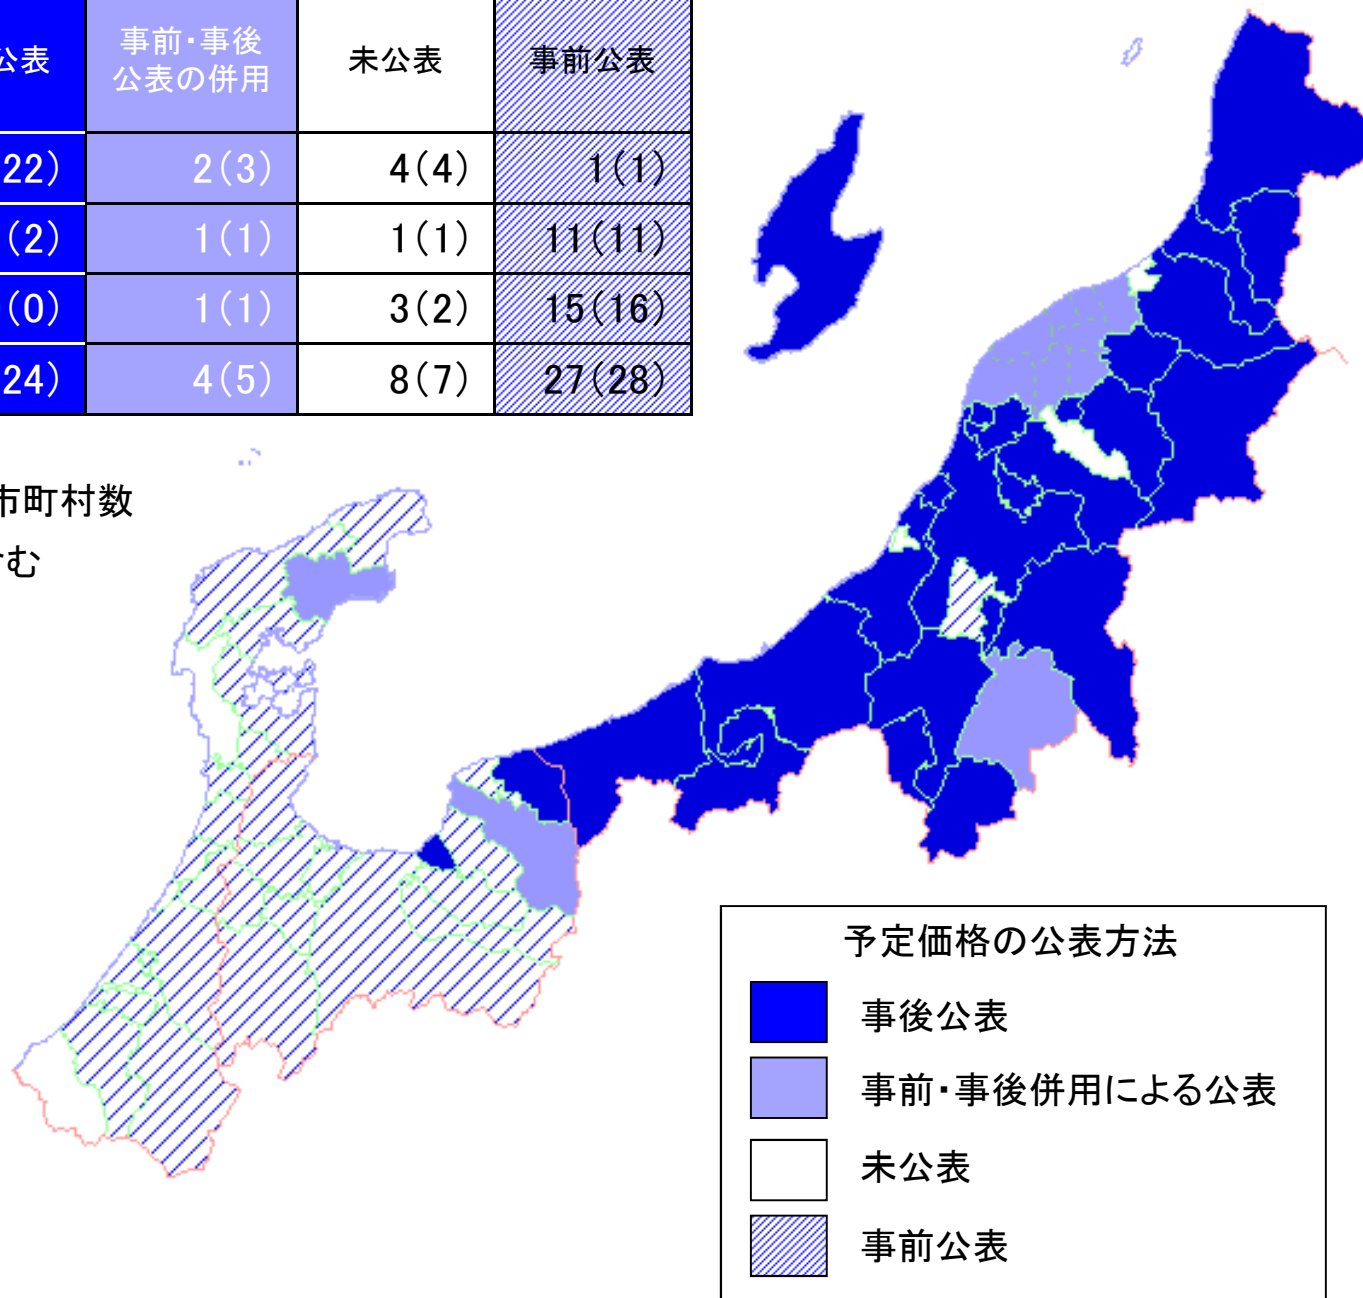 公表
事前・事後
公表の併用
未公表
事前公表
22)
2(3)
4(4)
1(1)
(2)
1(1)
1(1)
11(11)
(0)
1(1)
3(2)
15(16)
24)
4(5)
8(7)
27(28)
市町村数
む
予定価格の公表方法
事後公表
事前・事後併用による公表
未公表
事前公表